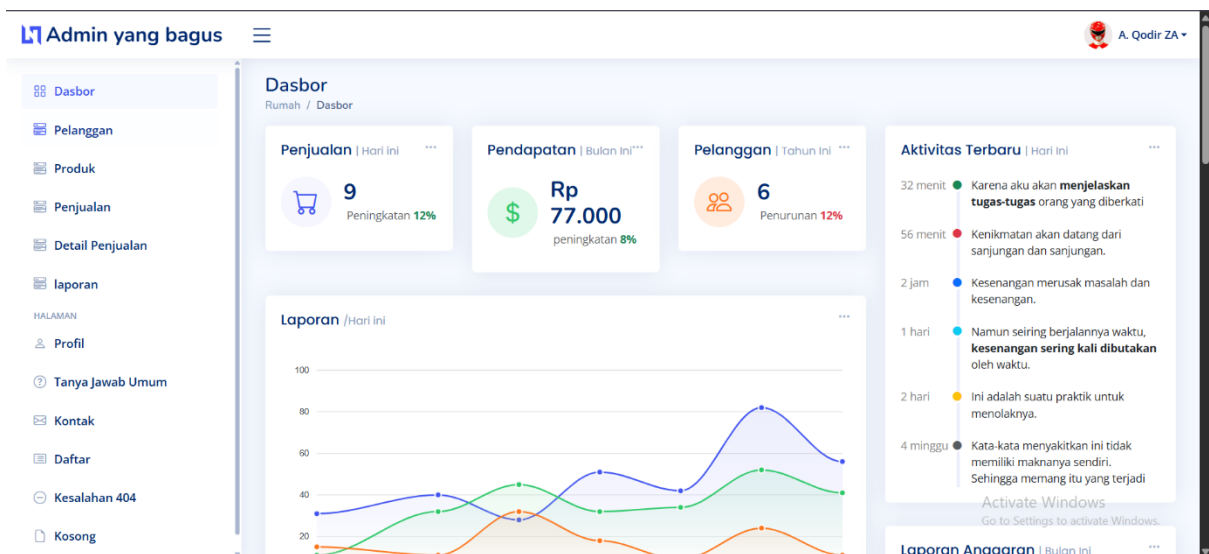 Admin yang bagus
A. Qodir ZA
Dasbor
Pelanggan
Produk
Penjualan
Detail Penjualan
laporan
HALAMAN
Profil
Tanya Jawab Umum
Kontak
Daftar
Kesalahan 404
Kosong
Dasbor
Rumah / Dasbor
Penjualan | Hari ini
9
Peningkatan 12%
Pendapatan | Bulan Ini
Rp
77.000
peningkatan 8%
Pelanggan | Tahun Ini
6
Penurunan 12%
Laporan /Hari ini
100
80
60
40
20
Aktivitas Terbaru | Hari Ini
32 menit Karena aku akan menjelaskan
tugas-tugas orang yang diberkati
56 menit Kenikmatan akan datang dari
sanjungan dan sanjungan.
2 jam Kesenangan merusak masalah dan
kesenangan.
1 hari Namun seiring berjalannya waktu,
kesenangan sering kali dibutakan
oleh waktu.
2 hari Ini adalah suatu praktik untuk
menolaknya.
4 minggu Kata-kata menyakitkan ini tidak
memiliki maknanya sendiri.
Sehingga memang itu yang terjadi
Activate Windows
Go to Settings to activate Windows.
Laporan Anggaran | Bulan Ini